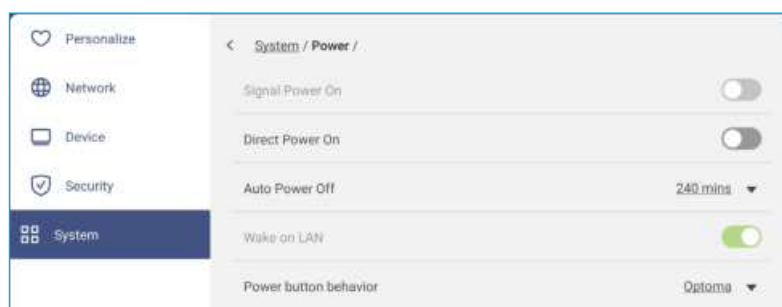 Personalize
Network
Device
Security
System
System / Power /
Signal Power On
Direct Power On
Auto Power Off 240 mins
Wake on LAN
Power button behavior Optoma